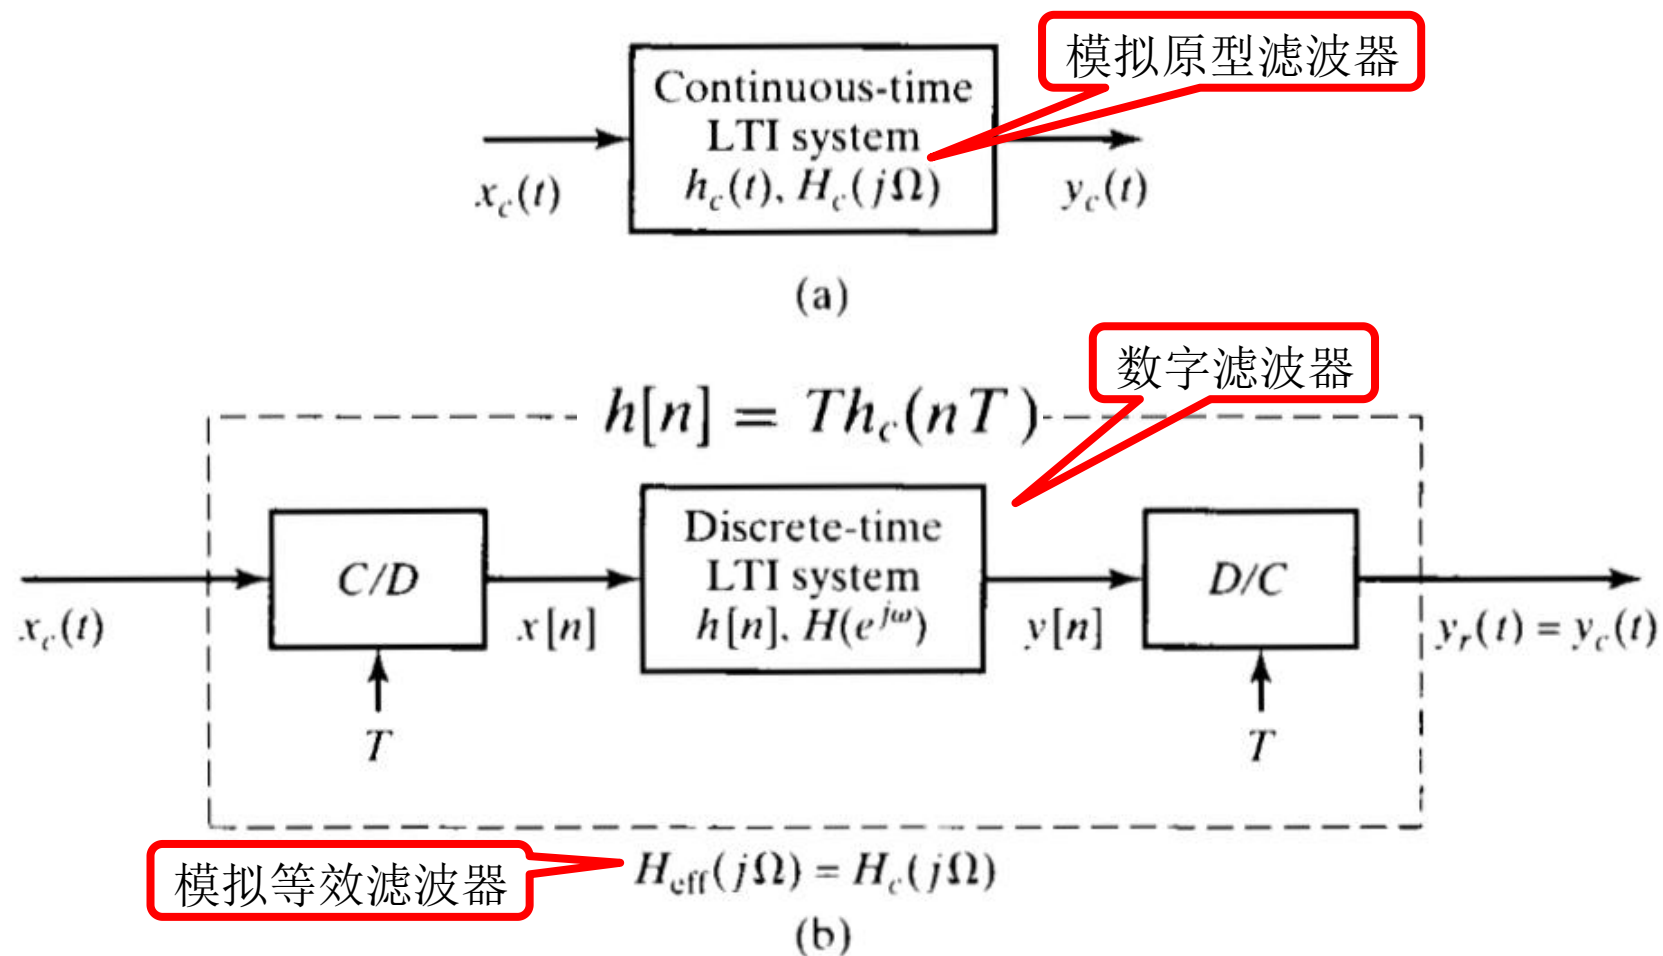 模拟原型滤波器
Continuous-time
LTI system
h_c(t), H_c(jΩ)
x_c(t)
y_c(t)
(a)
数字滤波器
h[n] = Th_c(nT)
C/D
Discrete-time
LTI system
h[n], H(e^{jω})
D/C
x_c(t)
x[n]
y[n]
y_r(t) = y_c(t)
T
T
模拟等效滤波器
H_eff(jΩ) = H_c(jΩ)
(b)